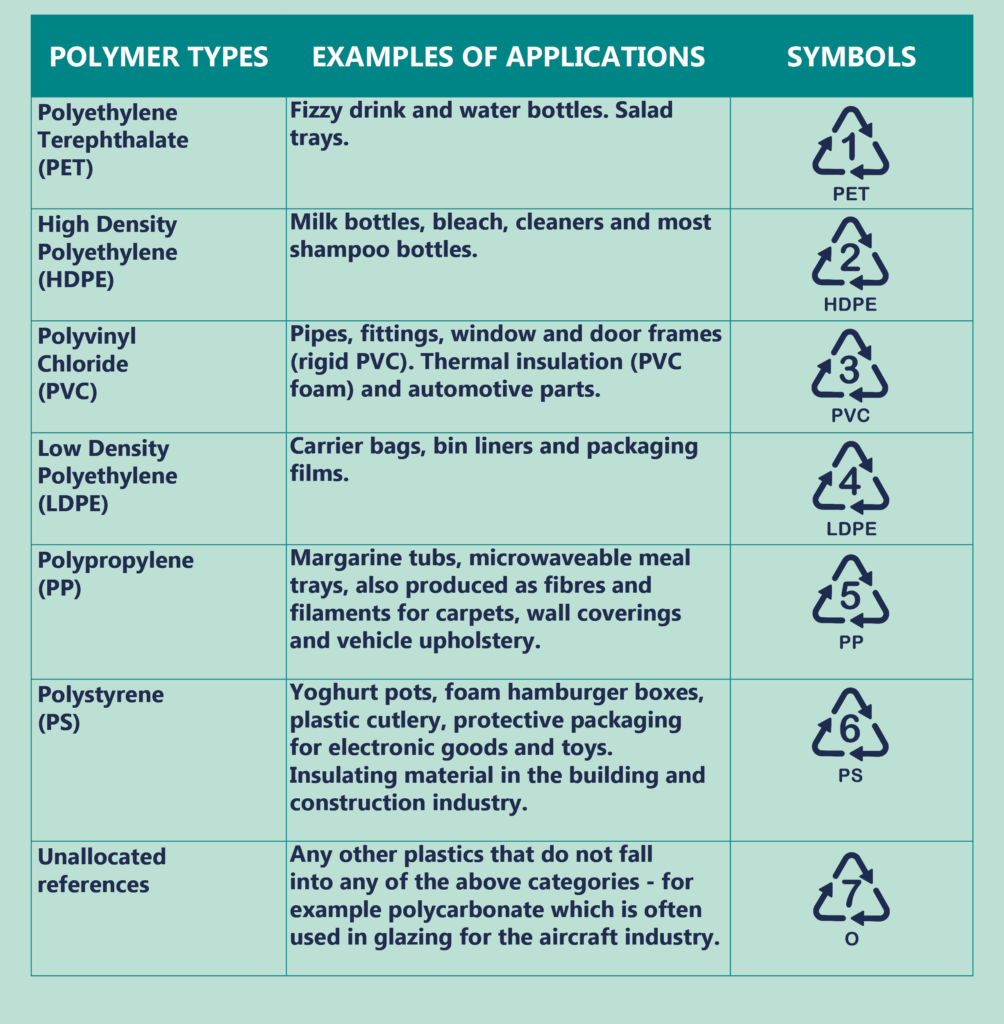 POLYMER TYPES EXAMPLES OF APPLICATIONS SYMBOLS
Polyethylene
Terephthalate
(PET)
Fizzy drink and water bottles. Salad
trays.
1
PET
High Density
Polyethylene
(HDPE)
Milk bottles, bleach, cleaners and most
shampoo bottles.
2
HDPE
Polyvinyl
Chloride
(PVC)
Pipes, fittings, window and door frames
(rigid PVC). Thermal insulation (PVC
foam) and automotive parts.
3
PVC
Low Density
Polyethylene
(LDPE)
Carrier bags, bin liners and packaging
films.
4
LDPE
Polypropylene
(PP)
Margarine tubs, microwaveable meal
trays, also produced as fibres and
filaments for carpets, wall coverings
and vehicle upholstery.
5
PP
Polystyrene
(PS)
Yoghurt pots, foam hamburger boxes,
plastic cutlery, protective packaging
for electronic goods and toys.
Insulating material in the building and
construction industry.
6
PS
Unallocated
references
Any other plastics that do not fall
into any of the above categories - for
example polycarbonate which is often
used in glazing for the aircraft industry.
7
O